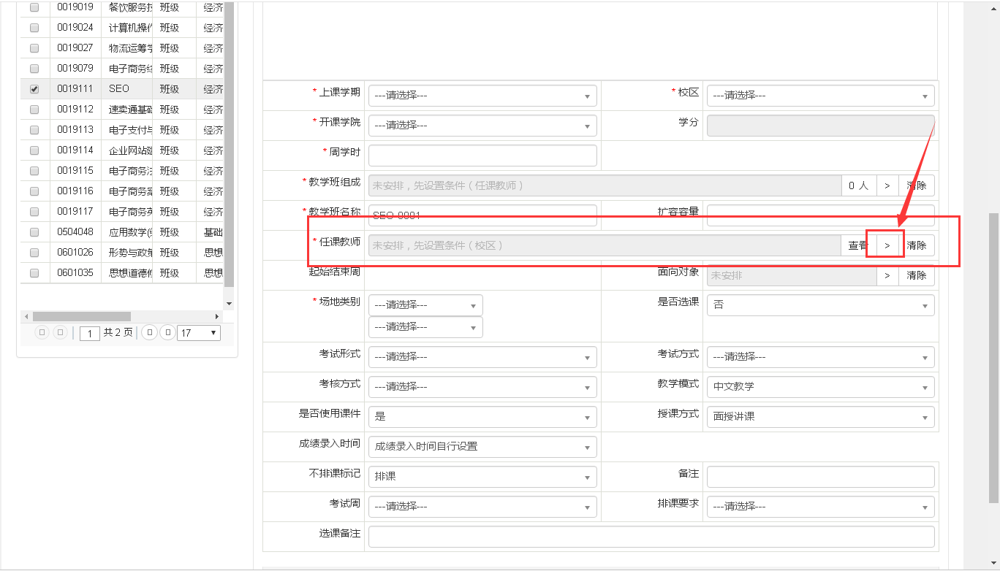 0019019 餐饮服务技 班级 经济
0019024 计算机操作 班级 经济
0019027 物流运筹学 班级 经济
0019079 电子商务综 班级 经济
0019111 SEO 班级 经济
0019112 速卖通基础 班级 经济
0019113 电子支付与 班级 经济
0019114 企业网站建 班级 经济
0019115 电子商务法 班级 经济
0019116 电子商务案 班级 经济
0019117 电子商务英 班级 经济
0504048 应用数学(经 基础
0601026 形势与政策 班级 思想
0601035 思想道德修 班级 思想
1 共 2 页 17
* 上课学期 ---请选择--- * 校区 ---请选择---
* 开课学院 ---请选择--- 学分
* 周学时
* 教学班组成 未安排，先设置条件（任课教师） 0 人 > 清除
* 教学班名称 SEO-0001 扩容容量
* 任课教师 未安排，先设置条件（校区） 查看 > 清除
起始结束周 面向对象 未安排 > 清除
* 场地类别 ---请选择--- 是否选课 否
---请选择---
考试形式 ---请选择--- 考试方式 ---请选择---
考核方式 ---请选择--- 教学模式 中文教学
是否使用课件 是 授课方式 面授讲课
成绩录入时间 成绩录入时间自行设置
不排课标记 排课 备注
考试周 ---请选择--- 排课要求 ---请选择---
选课备注